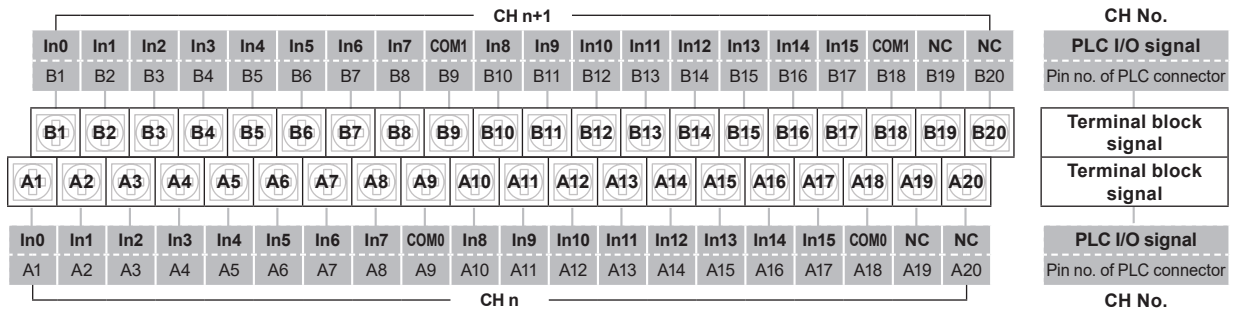 CH n+1 CH No.
In0 In1 In2 In3 In4 In5 In6 In7 COM1 In8 In9 In10 In11 In12 In13 In14 In15 COM1 NC NC PLC I/O signal
B1 B2 B3 B4 B5 B6 B7 B8 B9 B10 B11 B12 B13 B14 B15 B16 B17 B18 B19 B20 Pin no. of PLC connector
B1 B2 B3 B4 B5 B6 B7 B8 B9 B10 B11 B12 B13 B14 B15 B16 B17 B18 B19 B20 Terminal block
signal
A1 A2 A3 A4 A5 A6 A7 A8 A9 A10 A11 A12 A13 A14 A15 A16 A17 A18 A19 A20 Terminal block
signal
In0 In1 In2 In3 In4 In5 In6 In7 COM0 In8 In9 In10 In11 In12 In13 In14 In15 COM0 NC NC PLC I/O signal
A1 A2 A3 A4 A5 A6 A7 A8 A9 A10 A11 A12 A13 A14 A15 A16 A17 A18 A19 A20 Pin no. of PLC connector
CH n CH No.